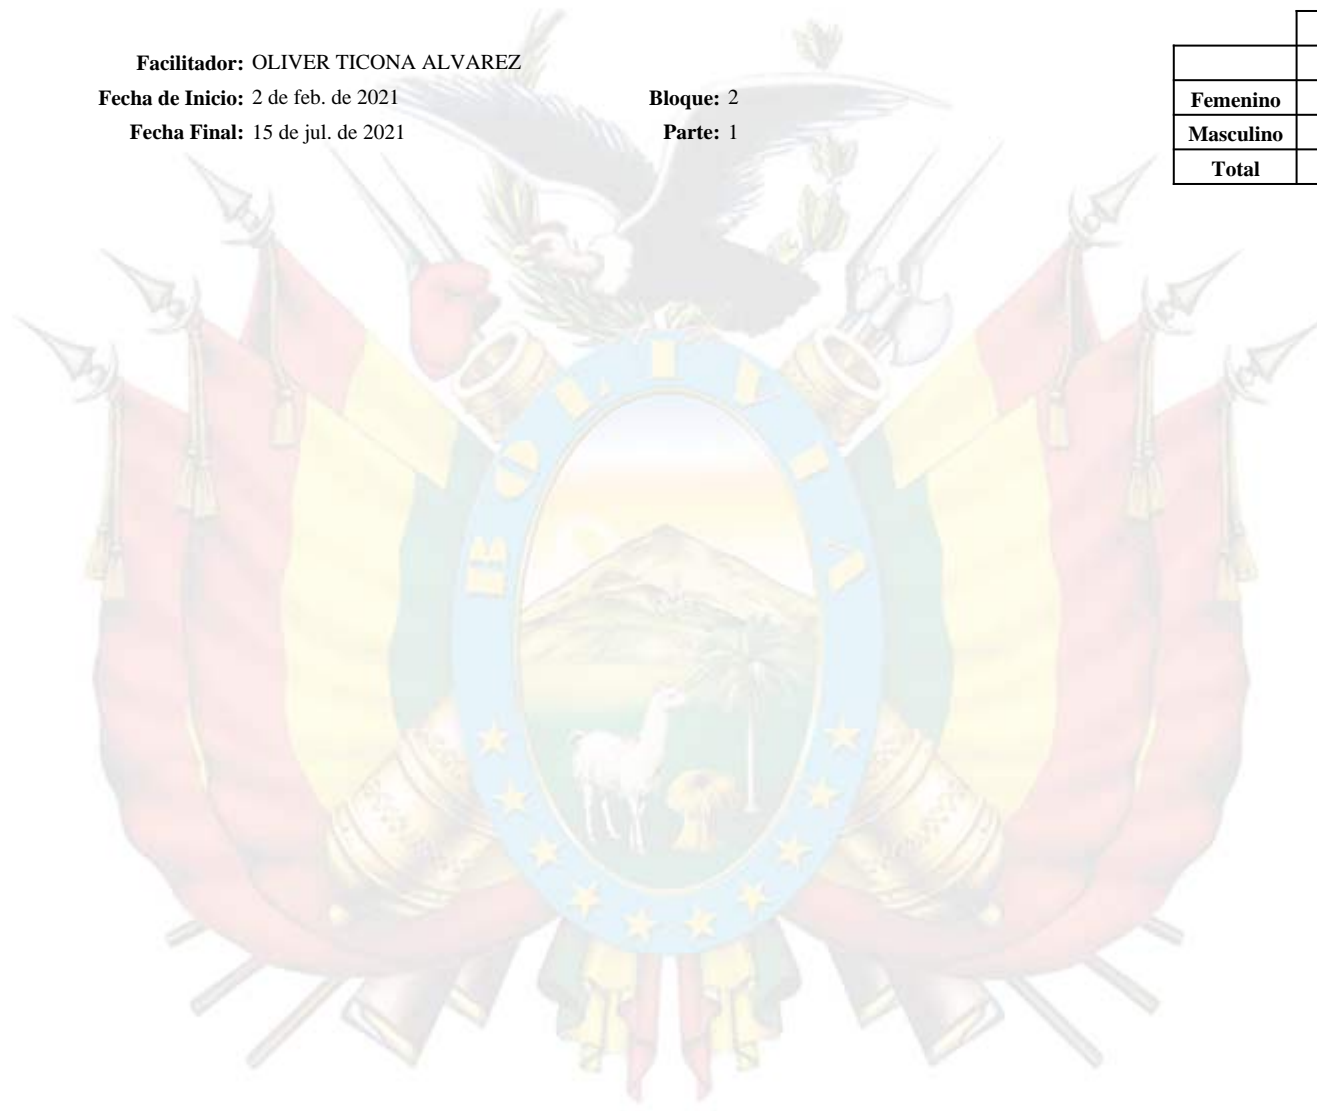 Facilitador: OLIVER TICONA ALVAREZ
Fecha de Inicio: 2 de feb. de 2021 Bloque: 2
Fecha Final: 15 de jul. de 2021 Parte: 1
Femenino
Masculino
Total
BOLIVIA